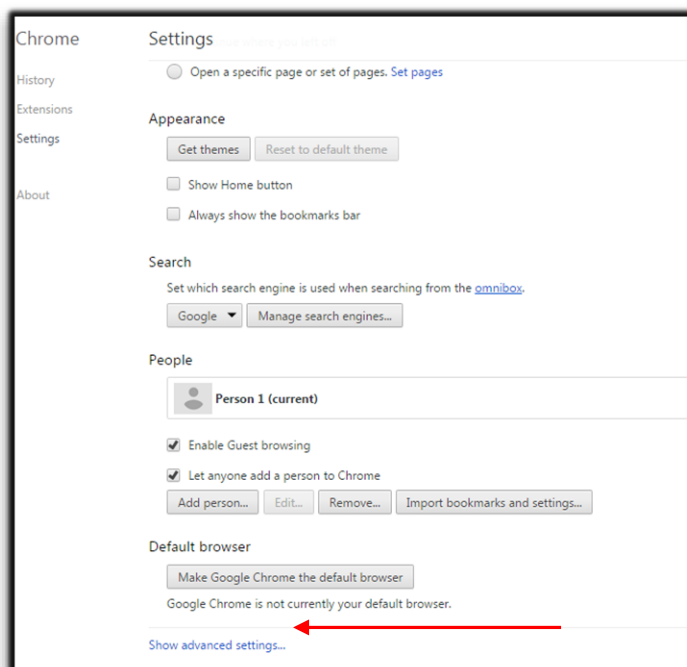 Chrome
History
Extensions
Settings
About
Settings
Open a specific page or set of pages. Set pages
Appearance
Get themes
Reset to default theme
Show Home button
Always show the bookmarks bar
Search
Set which search engine is used when searching from the omnibox.
Google
Manage search engines...
People
Person 1 (current)
Enable Guest browsing
Let anyone add a person to Chrome
Add person...
Edit...
Remove...
Import bookmarks and settings...
Default browser
Make Google Chrome the default browser
Google Chrome is not currently your default browser.
Show advanced settings...